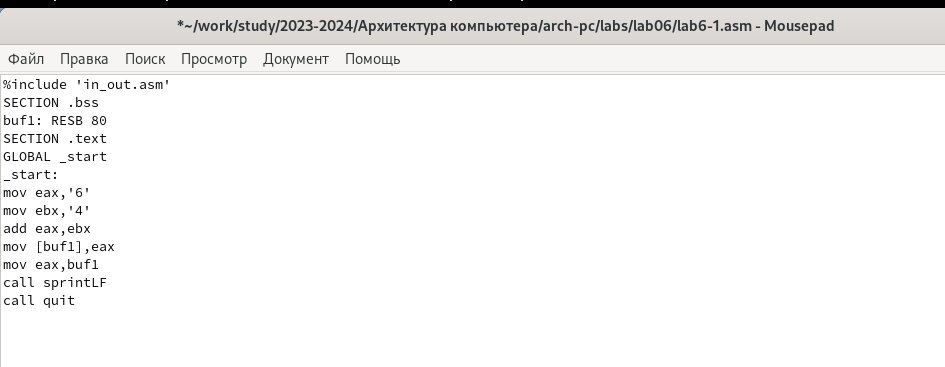 *~/work/study/2023-2024/Архитектура компьютера/arch-pc/labs/lab06/lab6-1.asm - Mousepad
Файл Правка Поиск Просмотр Документ Помощь
%include 'in_out.asm'
SECTION .bss
buf1: RESB 80
SECTION .text
GLOBAL _start
_start:
mov eax,'6'
mov ebx,'4'
add eax,ebx
mov [buf1],eax
mov eax,buf1
call sprintLF
call quit